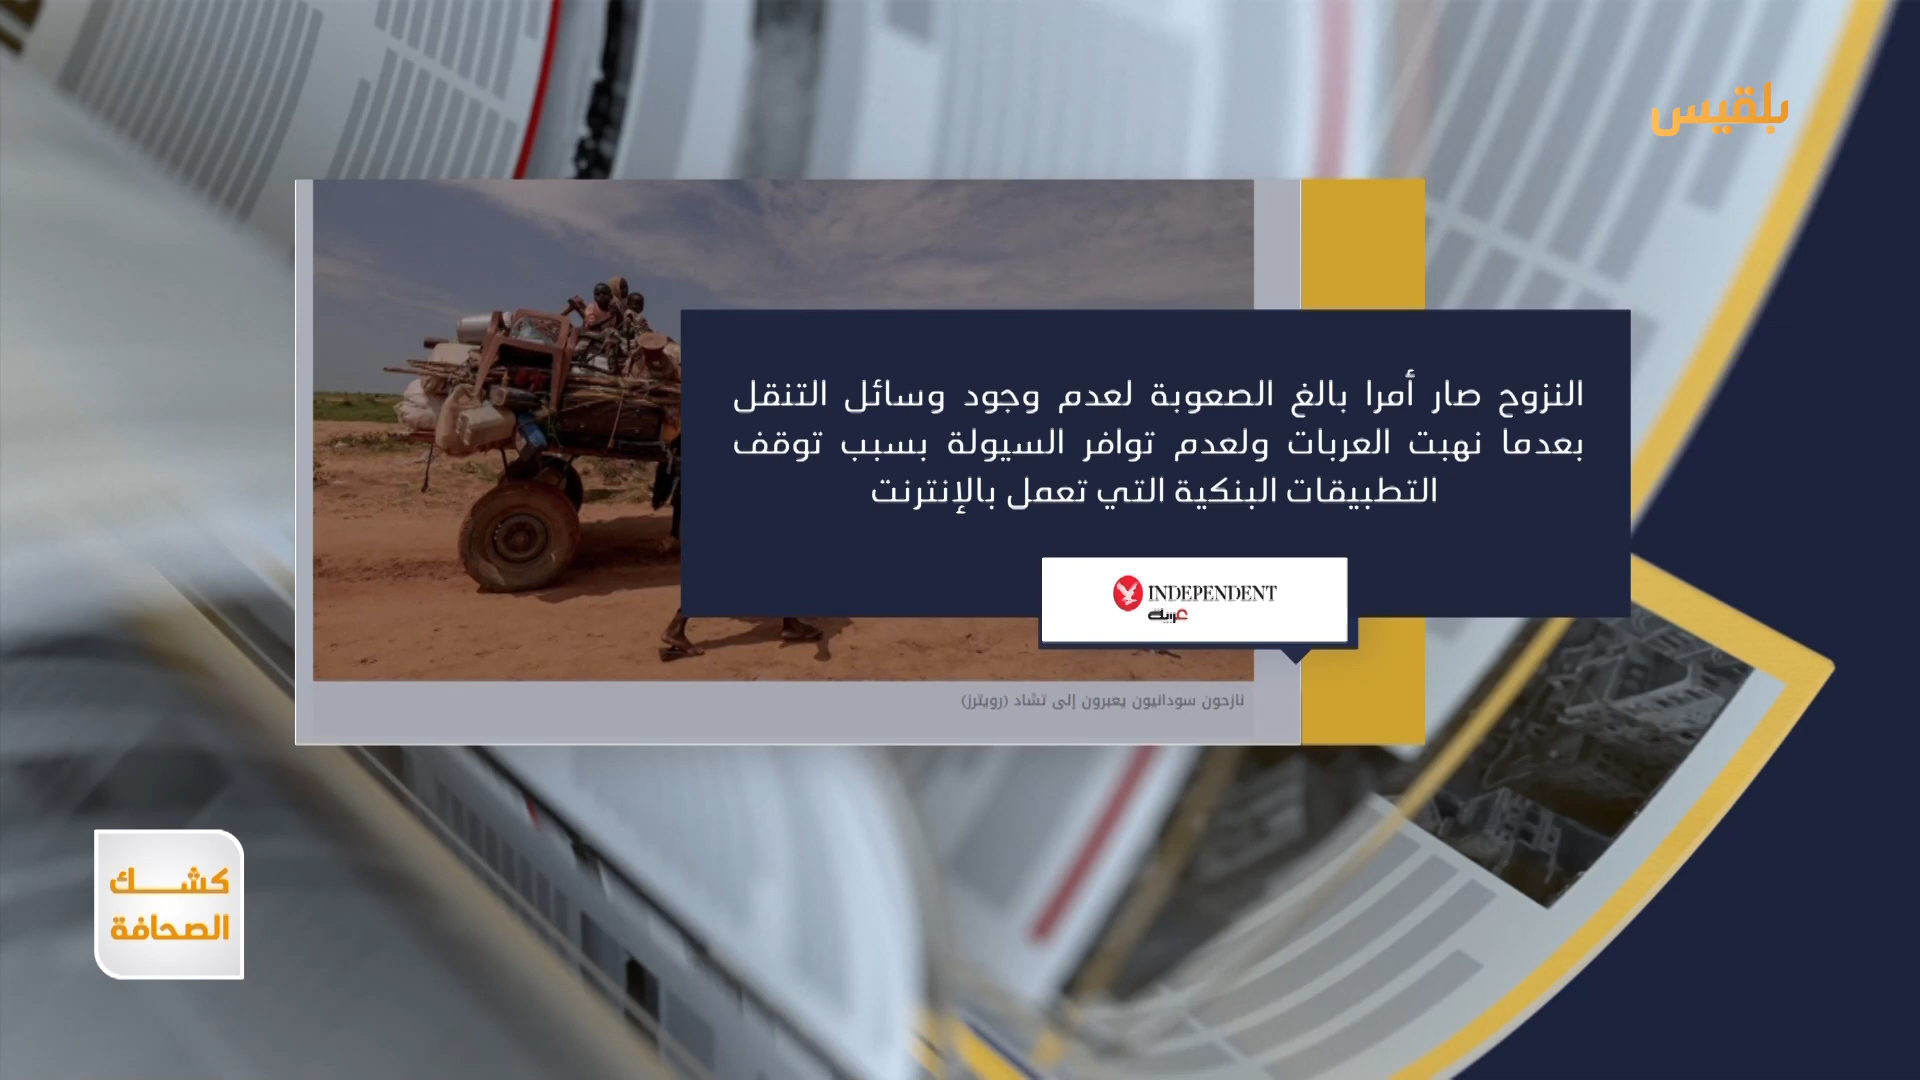 بلقيس
النزوح صار أمرا بالغ الصعوبة لعدم وجود وسائل التنقل
بعدما نهبت العربات ولعدم توافر السيولة بسبب توقف
التطبيقات البنكية التي تعمل بالإنترنت
INDEPENDENT
عربية
نازحون سودانيون يعبرون إلى تشاد (رويترز)
كشك
الصحافة